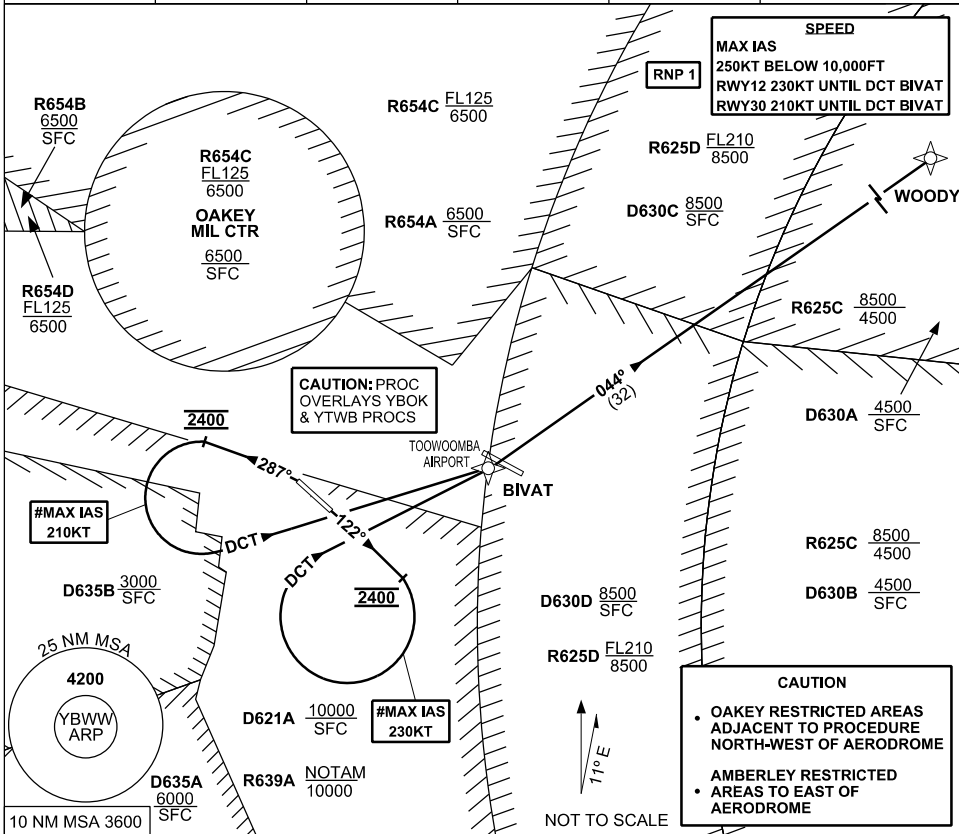 SPEED
MAX IAS
250KT BELOW 10,000FT
RWY12 230KT UNTIL DCT BIVAT
RWY30 210KT UNTIL DCT BIVAT
RNP 1
R654B
6500
SFC
R654C FL125
6500
R654C
FL125
6500
OAKEY
MIL CTR
6500
SFC
R625D FL210
8500
WOODY
R654A 6500
SFC
D630C 8500
SFC
R654D
FL125
6500
R625C 8500
4500
CAUTION: PROC
OVERLAYS YBOK
& YTWB PROCS
044°
(32)
D630A 4500
SFC
2400
TOOWOOMBA
AIRPORT
287°
BIVAT
#MAX IAS
210KT
122°
DCT
DCT
R625C 8500
4500
D635B 3000
SFC
2400
D630D 8500
SFC
D630B 4500
SFC
25 NM MSA
4200
YBWW
ARP
R625D FL210
8500
D621A 10000
SFC
#MAX IAS
230KT
CAUTION
• OAKEY RESTRICTED AREAS
ADJACENT TO PROCEDURE
NORTH-WEST OF AERODROME
• AMBERLEY RESTRICTED
AREAS TO EAST OF
AERODROME
11° E
D635A
6000
SFC
R639A NOTAM
10000
10 NM MSA 3600
NOT TO SCALE